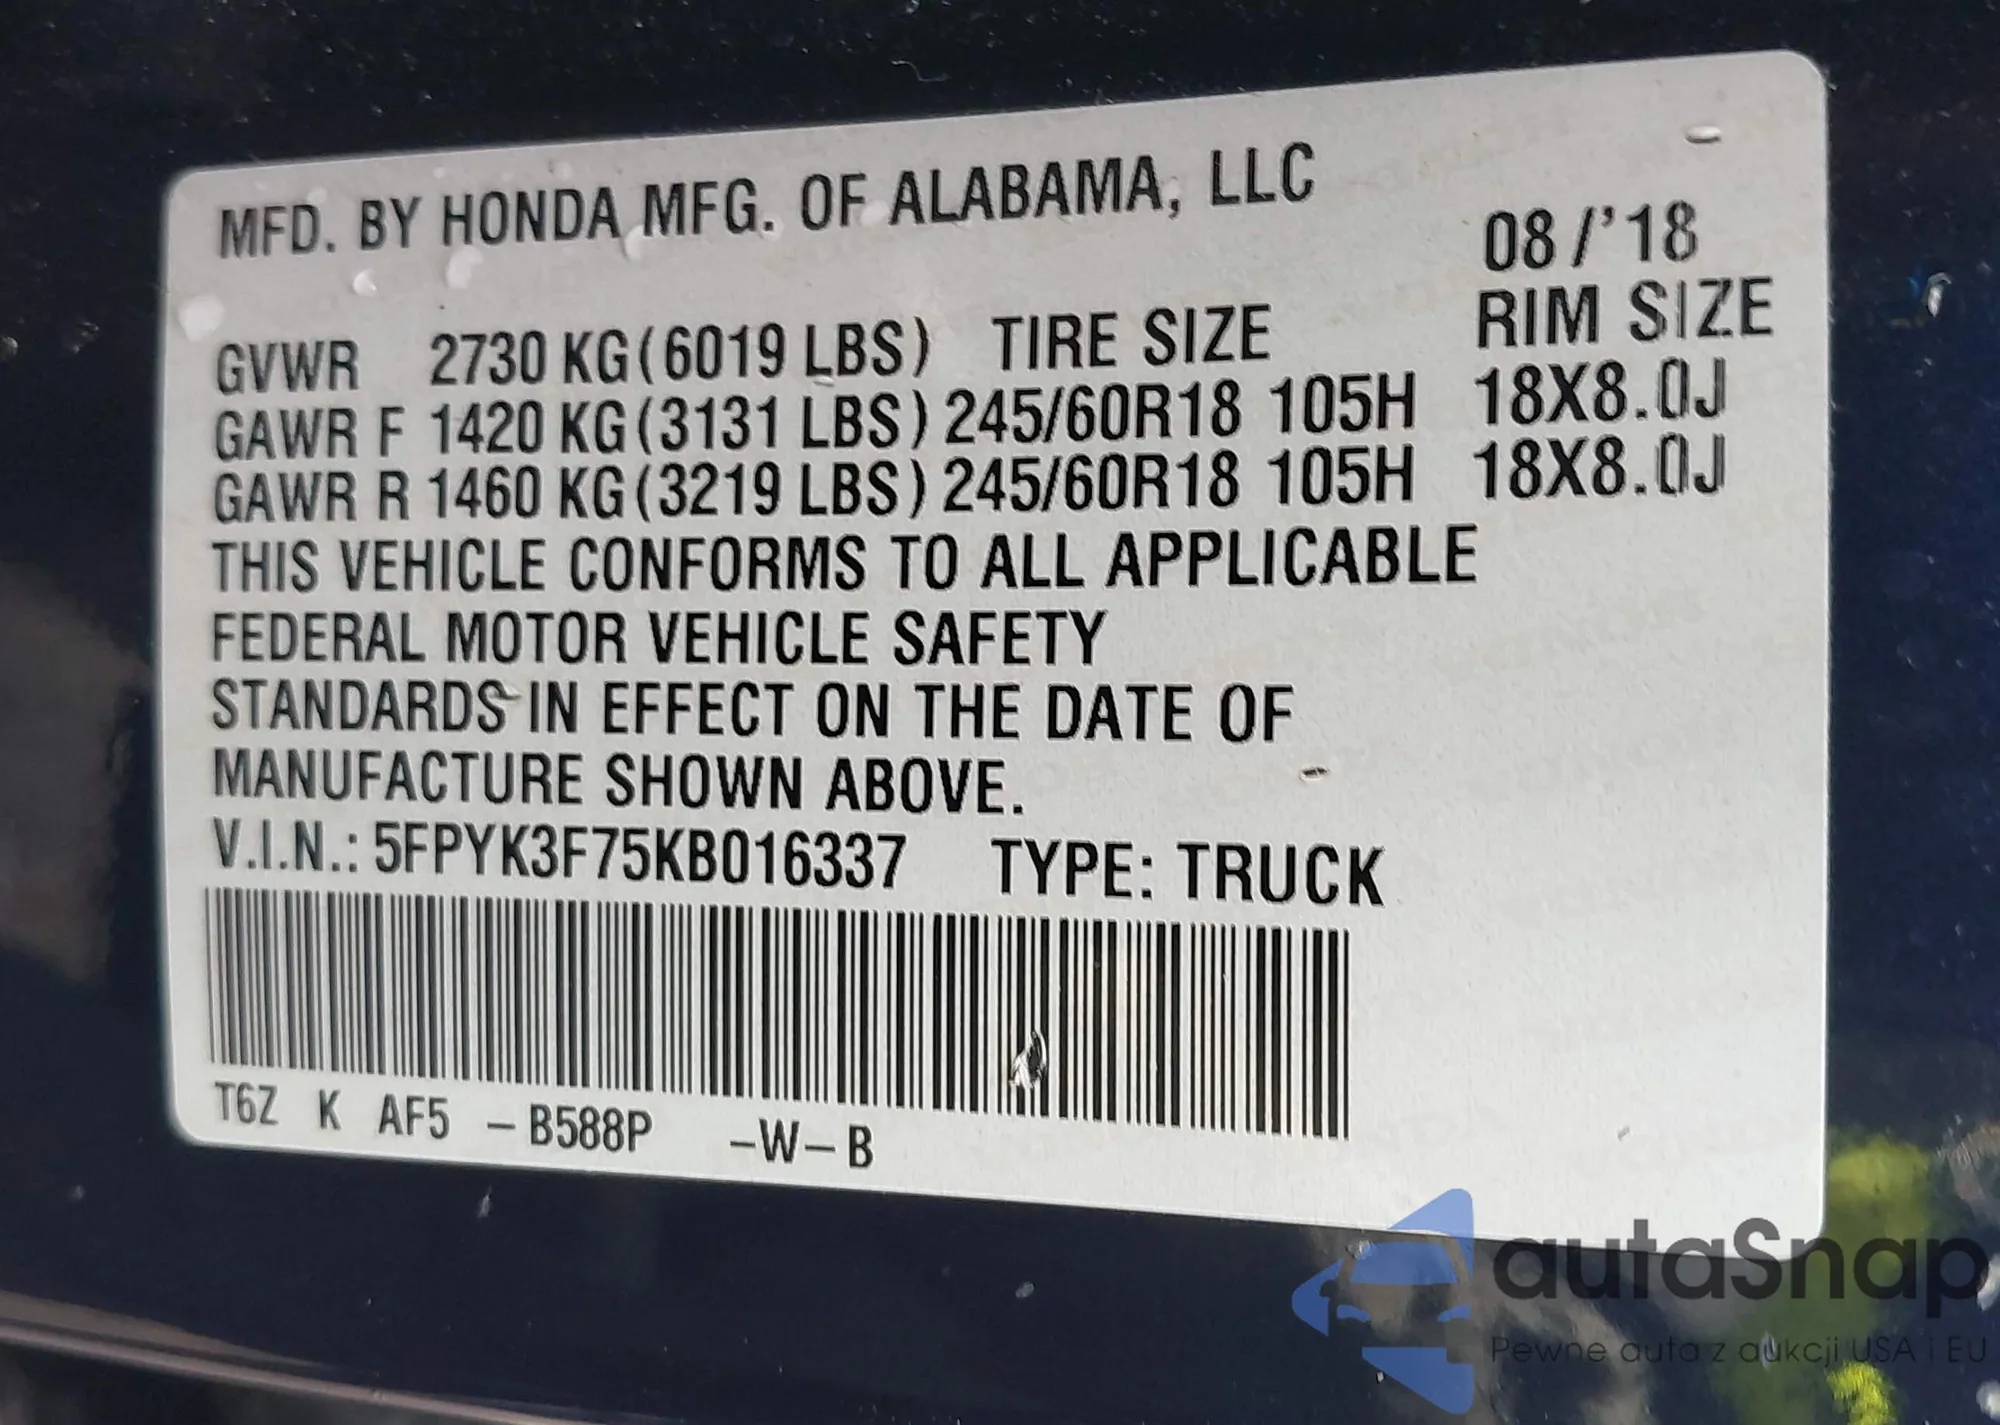 MFD. BY HONDA MFG. OF ALABAMA, LLC
08/'18
GVWR 2730 KG(6019 LBS) TIRE SIZE RIM SIZE
GAWR F 1420 KG(3131 LBS) 245/60R18 105H 18X8.0J
GAWR R 1460 KG(3219 LBS) 245/60R18 105H 18X8.0J
THIS VEHICLE CONFORMS TO ALL APPLICABLE
FEDERAL MOTOR VEHICLE SAFETY
STANDARDS IN EFFECT ON THE DATE OF
MANUFACTURE SHOWN ABOVE.
V.I.N.: 5FPYK3F75KB016337 TYPE: TRUCK
T6Z K AF5 -B588P -W-B
autaSnap
Pewne auta z aukcji USA i EU